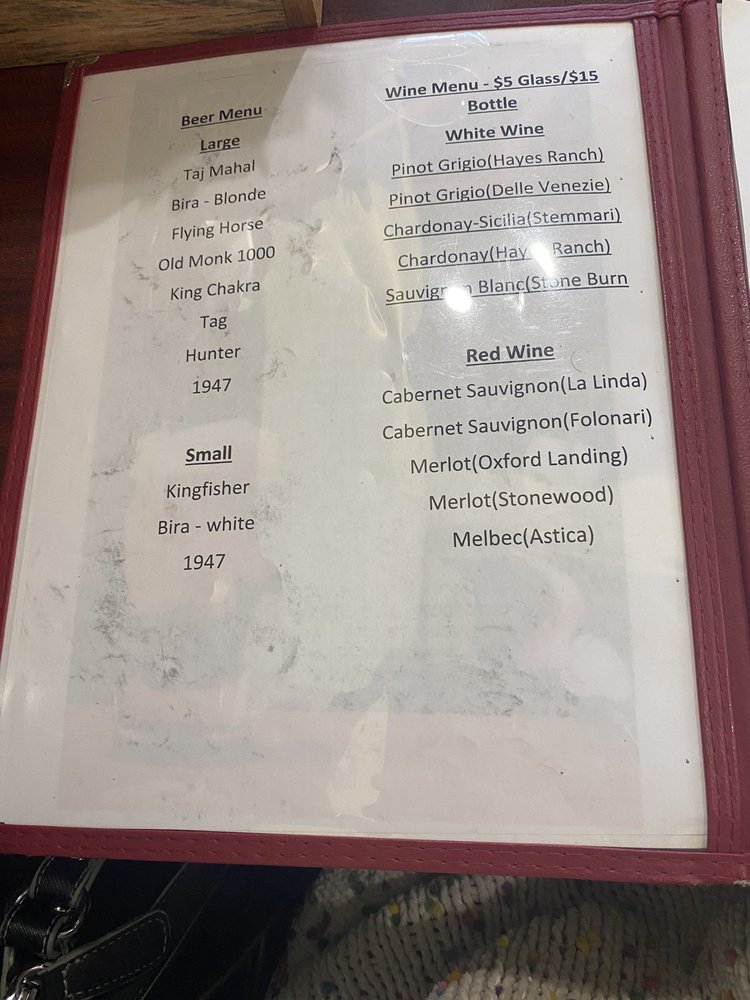 Beer Menu
Large
Taj Mahal
Bira - Blonde
Flying Horse
Old Monk 1000
King Chakra
Tag
Hunter
1947
Small
Kingfisher
Bira - white
1947
Wine Menu - $5 Glass/$15
Bottle
White Wine
Pinot Grigio(Hayes Ranch)
Pinot Grigio(Delle Venezie)
Chardonay-Sicilia(Stemmari)
Chardonay(Hayes Ranch)
Sauvignon Blanc(Stone Burn
Red Wine
Cabernet Sauvignon(La Linda)
Cabernet Sauvignon(Folonari)
Merlot(Oxford Landing)
Merlot(Stonewood)
Melbec(Astica)